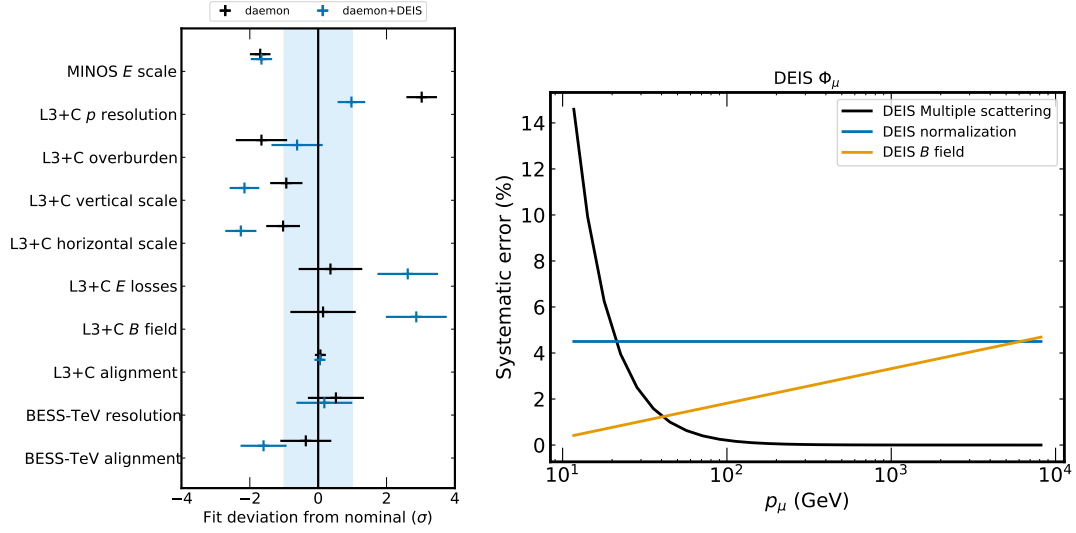 daemon daemon+DEIS
MINOS E scale
L3+C p resolution
L3+C overburden
L3+C vertical scale
L3+C horizontal scale
L3+C E losses
L3+C B field
L3+C alignment
BESS-TeV resolution
BESS-TeV alignment
−4 −2 0 2 4
Fit deviation from nominal (σ)
DEIS Φμ
DEIS Multiple scattering
DEIS normalization
DEIS B field
14
12
10
8
6
4
2
0
Systematic error (%)
10¹ 10² 10³ 10⁴
pμ (GeV)